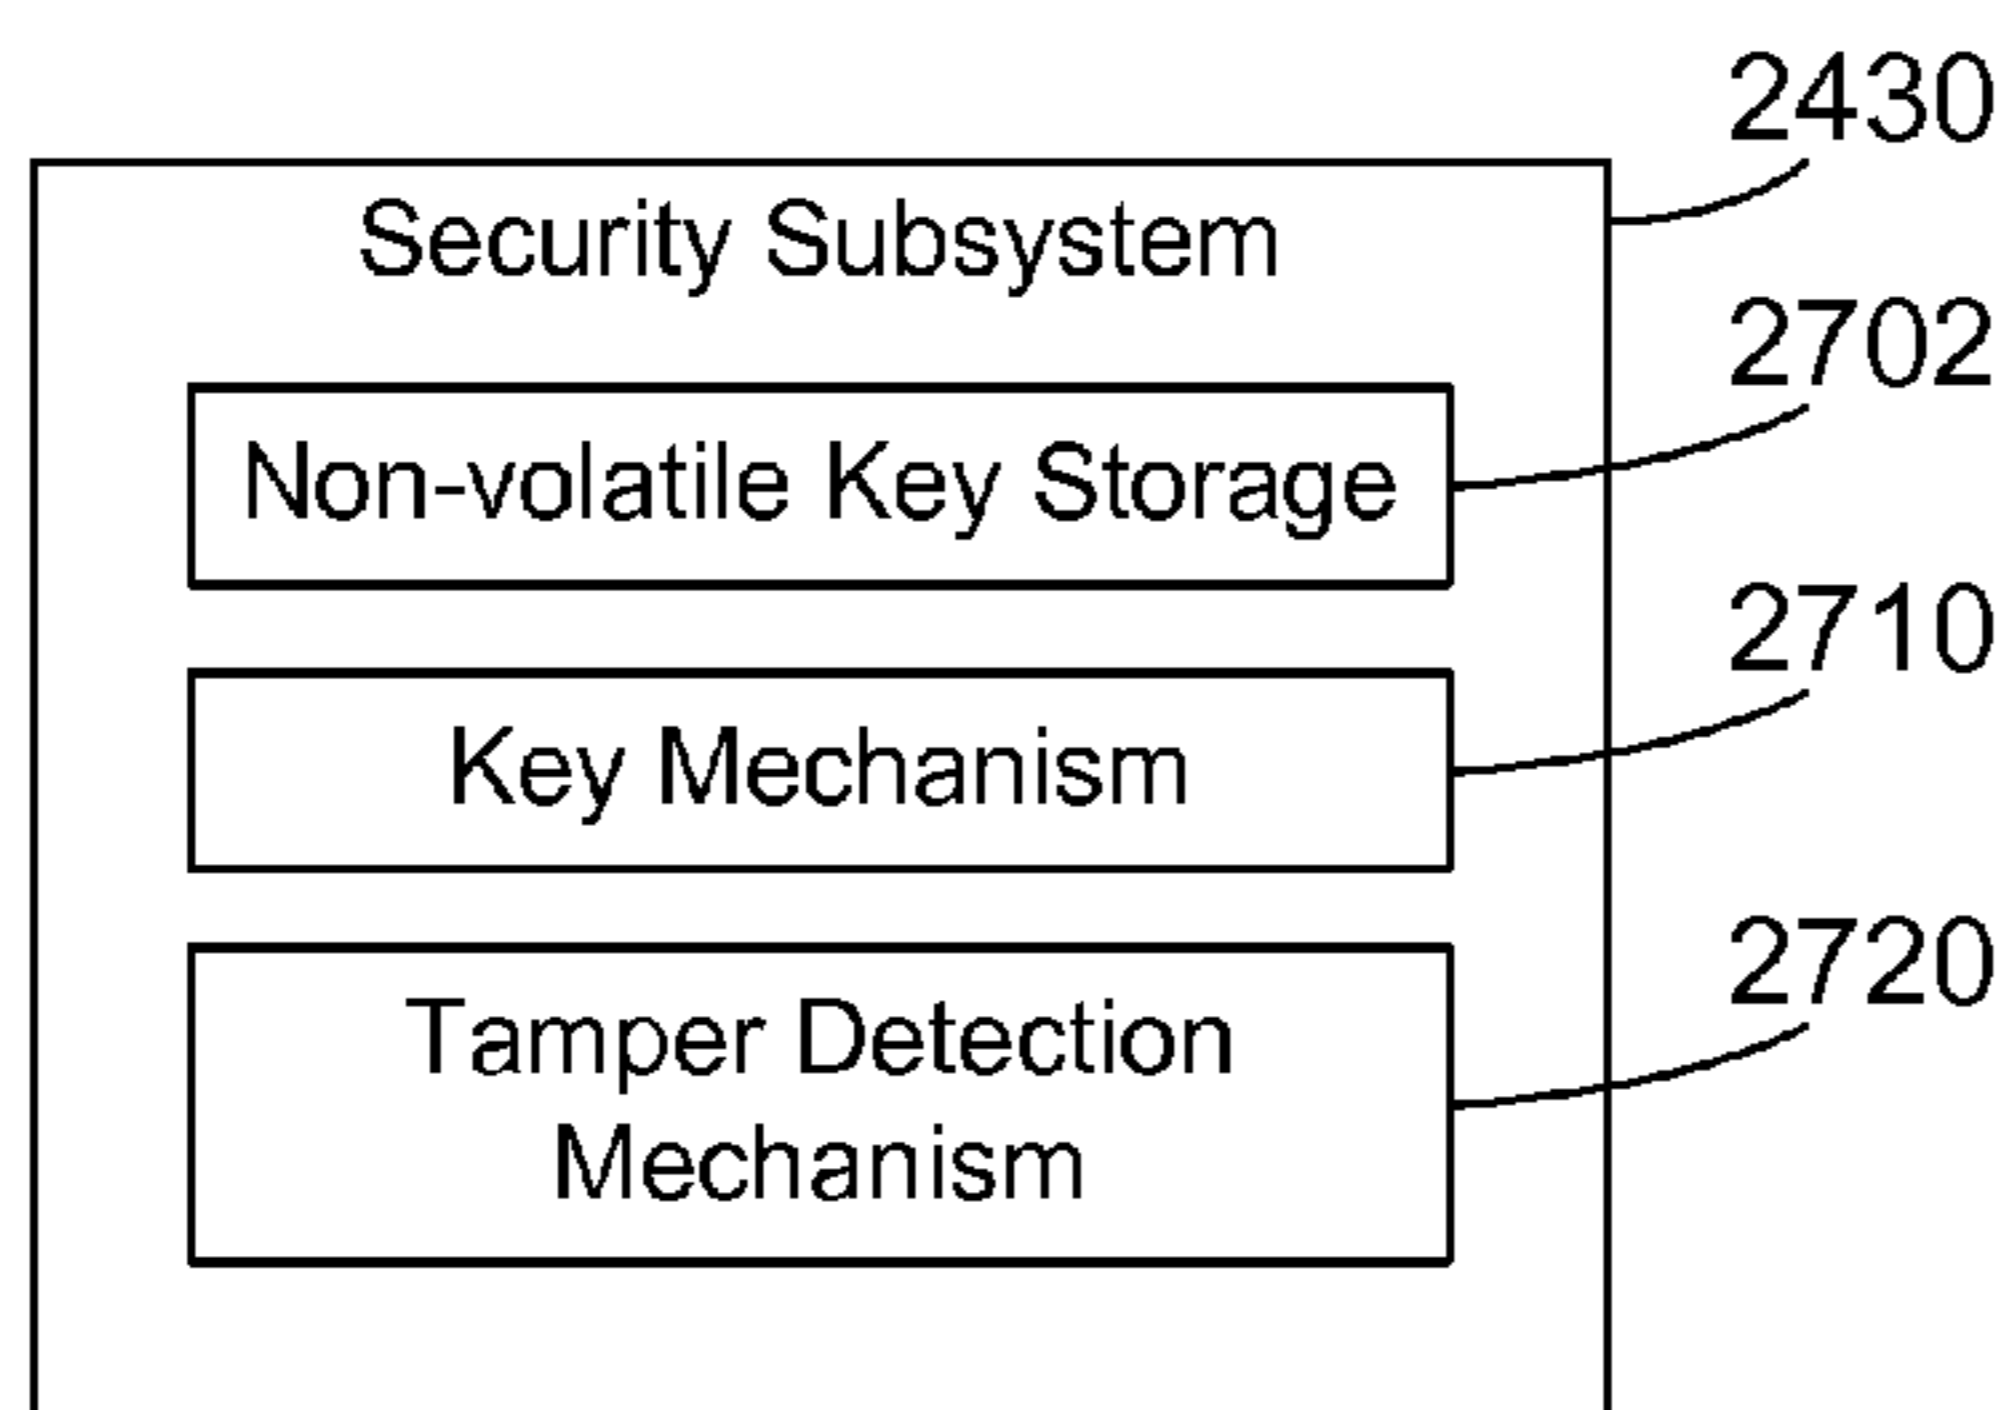 2430
Security Subsystem
2702
Non-volatile Key Storage
2710
Key Mechanism
2720
Tamper Detection
Mechanism